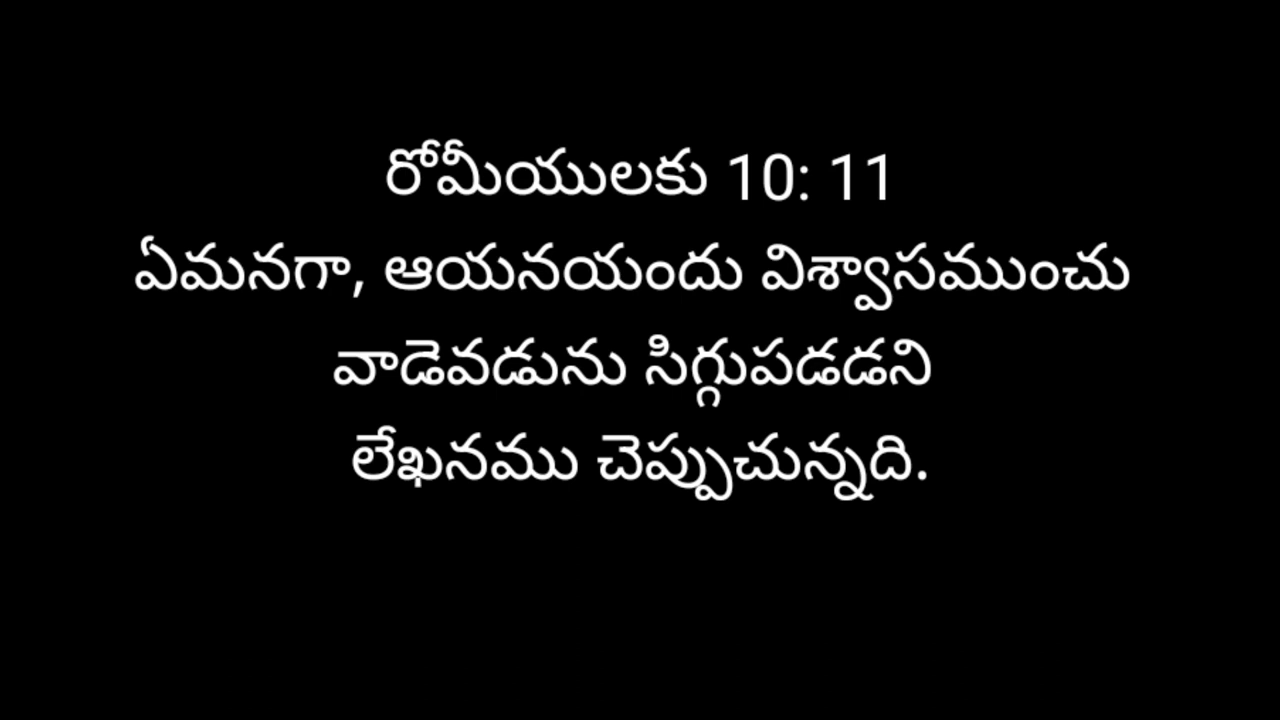 రోమీయులకు 10: 11
ఏమనగా, ఆయనయందు విశ్వాసముంచు
వాడెవడును సిగ్గుపడడని
లేఖనము చెప్పుచున్నది.